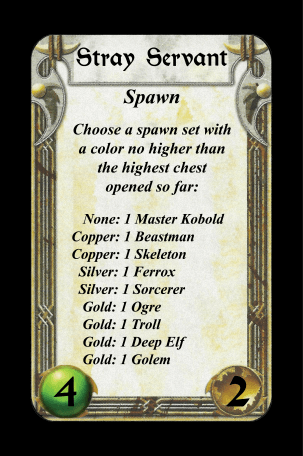 Stray Servant
Spawn
Choose a spawn set with
a color no higher than
the highest chest
opened so far:
None: 1 Master Kobold
Copper: 1 Beastman
Copper: 1 Skeleton
Silver: 1 Ferrox
Silver: 1 Sorcerer
Gold: 1 Ogre
Gold: 1 Troll
Gold: 1 Deep Elf
Gold: 1 Golem
4
2